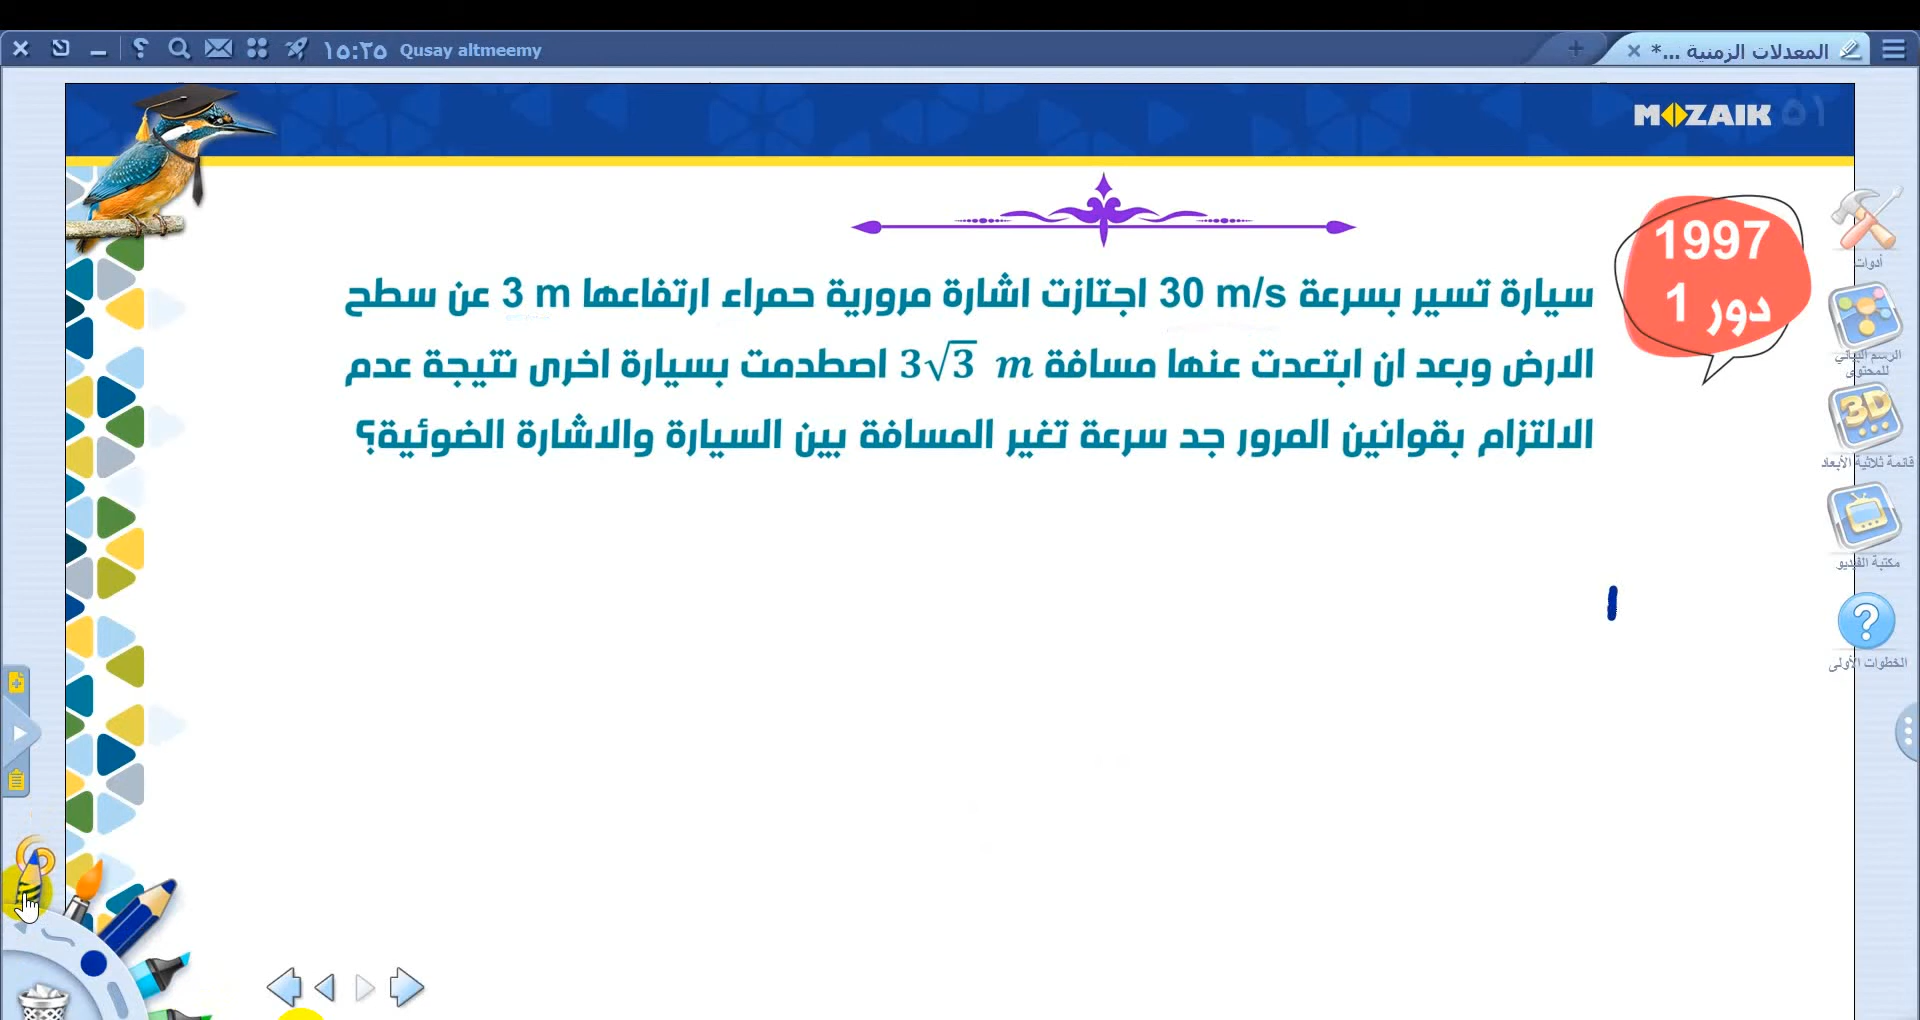 ١٥:٢٥ Qusay altmeemy
المعدلات الزمنية ...*
MOZAIK
٥١
1997
دور 1
سيارة تسير بسرعة 30 m/s اجتازت اشارة مرورية حمراء ارتفاعها 3 m عن سطح
الارض وبعد ان ابتعدت عنها مسافة 3√3 m اصطدمت بسيارة اخرى نتيجة عدم
الالتزام بقوانين المرور جد سرعة تغير المسافة بين السيارة والاشارة الضوئية؟
أدوات
الرسم البياني
للمحتوى
3D
قائمة ثلاثية الأبعاد
مكتبة الفيديو
الخطوات الأولى